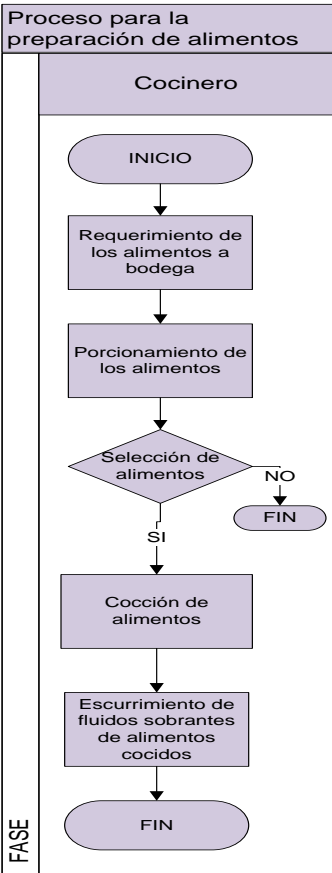 Proceso para la
preparación de alimentos
Cocinero
INICIO
Requerimiento de
los alimentos a
bodega
Porcionamiento de
los alimentos
Selección de
alimentos
NO
FIN
SI
Cocción de
alimentos
Escurrimiento de
fluidos sobrantes
de alimentos
cocidos
FIN
FASE